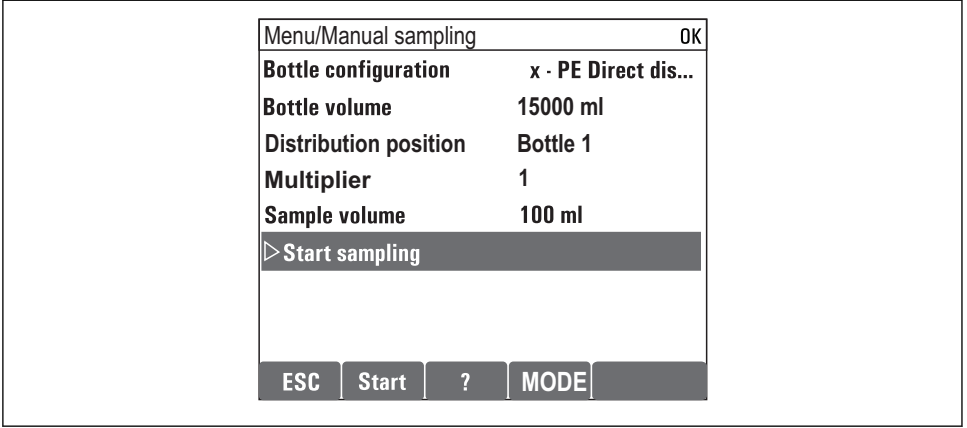 Menu/Manual sampling OK
Bottle configuration x - PE Direct dis...
Bottle volume 15000 ml
Distribution position Bottle 1
Multiplier 1
Sample volume 100 ml
▷Start sampling
ESC Start ? MODE